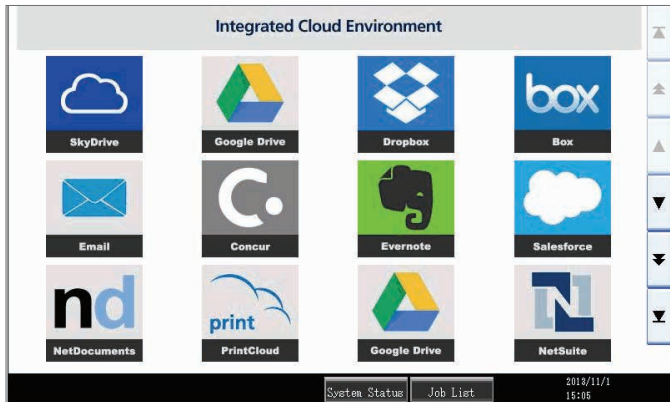 Integrated Cloud Environment
SkyDrive
Google Drive
Dropbox
box
Box
Email
C.
Concur
Evernote
Salesforce
nd
NetDocuments
print
PrintCloud
Google Drive
N
NetSuite
System Status
Job List
2013/11/1
15:05